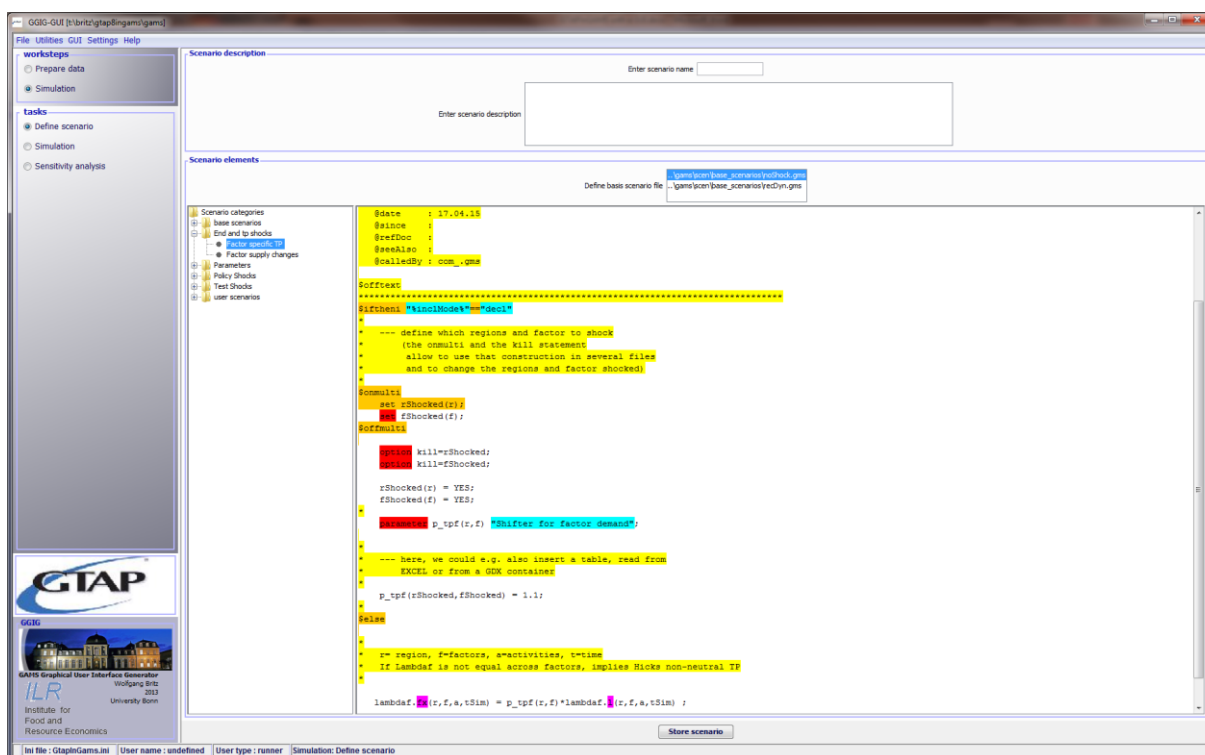 GGIG-GUI [t:\britz\gtap8ingams\gams]
File Utilities GUI Settings Help
worksteps
Prepare data
Simulation
tasks
Define scenario
Simulation
Sensitivity analysis
Scenario description
Enter scenario name
Enter scenario description
Scenario elements
Define basis scenario file
..\gams\scen\base_scenarios\noShock.gms
..\gams\scen\base_scenarios\recDyn.gms
Scenario categories
base scenarios
End and tp shocks
Factor specific TP
Factor supply changes
Parameters
Policy Shocks
Test Shocks
user scenarios
@date : 17.04.15
@since :
@refDoc :
@seeAlso :
@calledBy : com_.gms
$offtext
********************************************************************************
$iftheni "%inclMode%"=="decl"
*
* --- define which regions and factor to shock
* (the onmulti and the kill statement
* allow to use that construction in several files
* and to change the regions and factor shocked)
*
$onmulti
set rShocked(r);
set fShocked(f);
$offmulti
option kill=rShocked;
option kill=fShocked;
rShocked(r) = YES;
fShocked(f) = YES;
*
parameter p_tpf(r,f) "Shifter for factor demand";
*
* --- here, we could e.g. also insert a table, read from
* EXCEL or from a GDX container
*
p_tpf(rShocked,fShocked) = 1.1;
*
$else
*
* r= region, f=factors, a=activities, t=time
* If Lambdaf is not equal across factors, implies Hicks non-neutral TP
*
lambdaf.fx(r,f,a,tSim) = p_tpf(r,f)*lambdaf.l(r,f,a,tSim) ;
Store scenario
GTAP
GGIG
GAMS Graphical User Interface Generator
Wolfgang Britz
2013
University Bonn
ILR
Institute for
Food and
Resource Economics
Ini file : GtapInGams.ini User name : undefined User type : runner Simulation: Define scenario